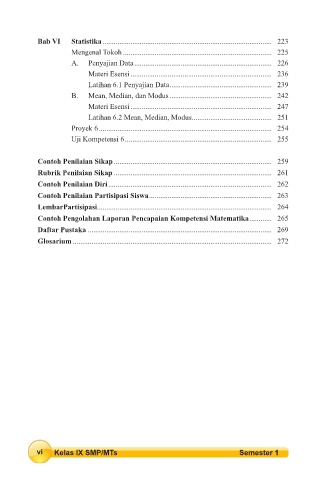 Bab VI Statistika ........................................................................................ 223
Mengenal Tokoh ............................................................................. 225
A. Penyajian Data ...................................................................... 226
Materi Esensi ........................................................................ 236
Latihan 6.1 Penyajian Data ..................................................... 239
B. Mean, Median, dan Modus ..................................................... 242
Materi Esensi ........................................................................ 247
Latihan 6.2 Mean, Median, Modus ......................................... 251
Proyek 6 .......................................................................................... 254
Uji Kompetensi 6 ............................................................................ 255
Contoh Penilaian Sikap .................................................................................. 259
Rubrik Penilaian Sikap .................................................................................. 261
Contoh Penilaian Diri ..................................................................................... 262
Contoh Penilaian Partisipasi Siswa ................................................................ 263
LembarPartisipasi .......................................................................................... 264
Contoh Pengolahan Laporan Pencapaian Kompetensi Matematika ............ 265
Daftar Pustaka ................................................................................................ 269
Glosarium ....................................................................................................... 272
vi Kelas IX SMP/MTs Semester 1